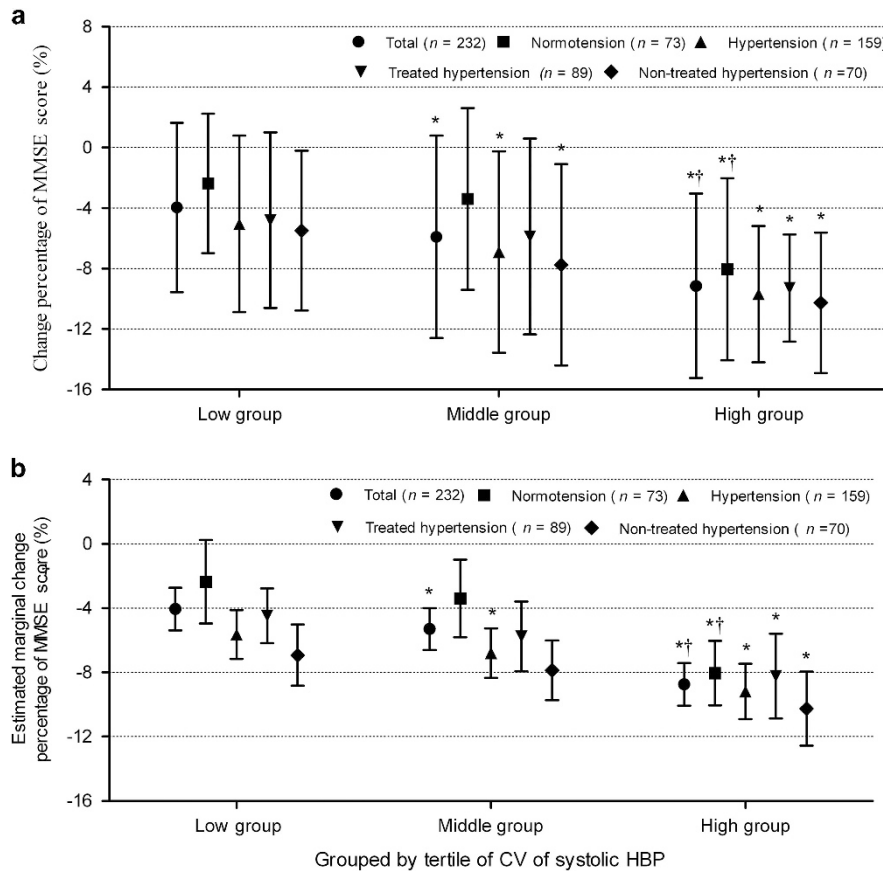 a
Change percentage of MMSE score (%)
8
4
0
-4
-8
-12
-16
Total (n = 232) Normotension (n = 73) Hypertension (n = 159)
Treated hypertension (n = 89) Non-treated hypertension (n =70)
* * *
*† *† * * *
Low group Middle group High group
b
Estimated marginal change
percentage of MMSE score (%)
4
0
-4
-8
-12
-16
Total (n = 232) Normotension (n = 73) Hypertension (n = 159)
Treated hypertension (n = 89) Non-treated hypertension (n =70)
* *
*† *† * * *
Low group Middle group High group
Grouped by tertile of CV of systolic HBP